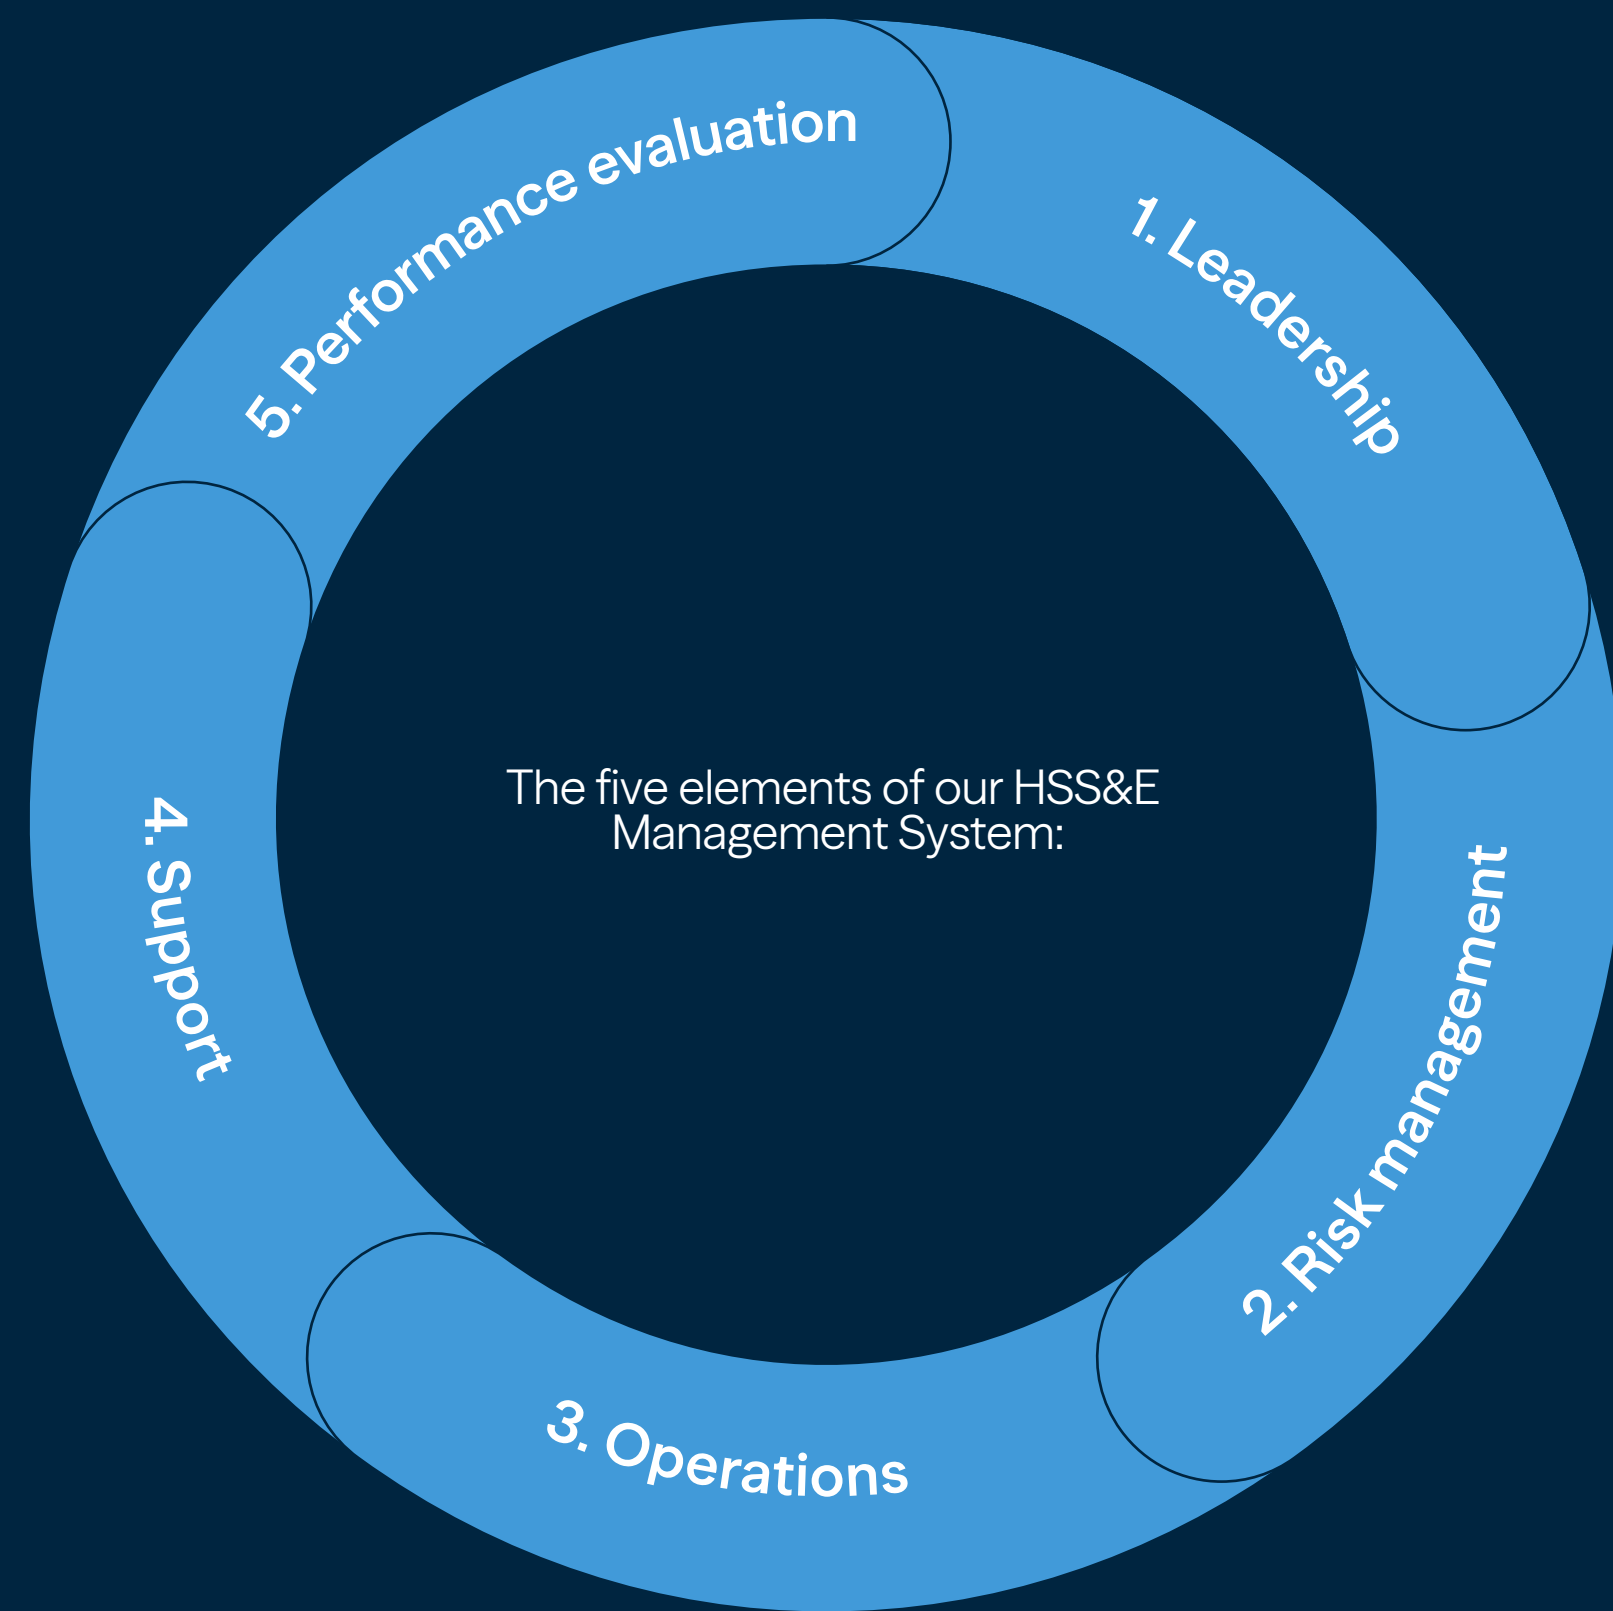 The five elements of our HSS&E
Management System:
1. Leadership
2. Risk management
3. Operations
4. Support
5. Performance evaluation